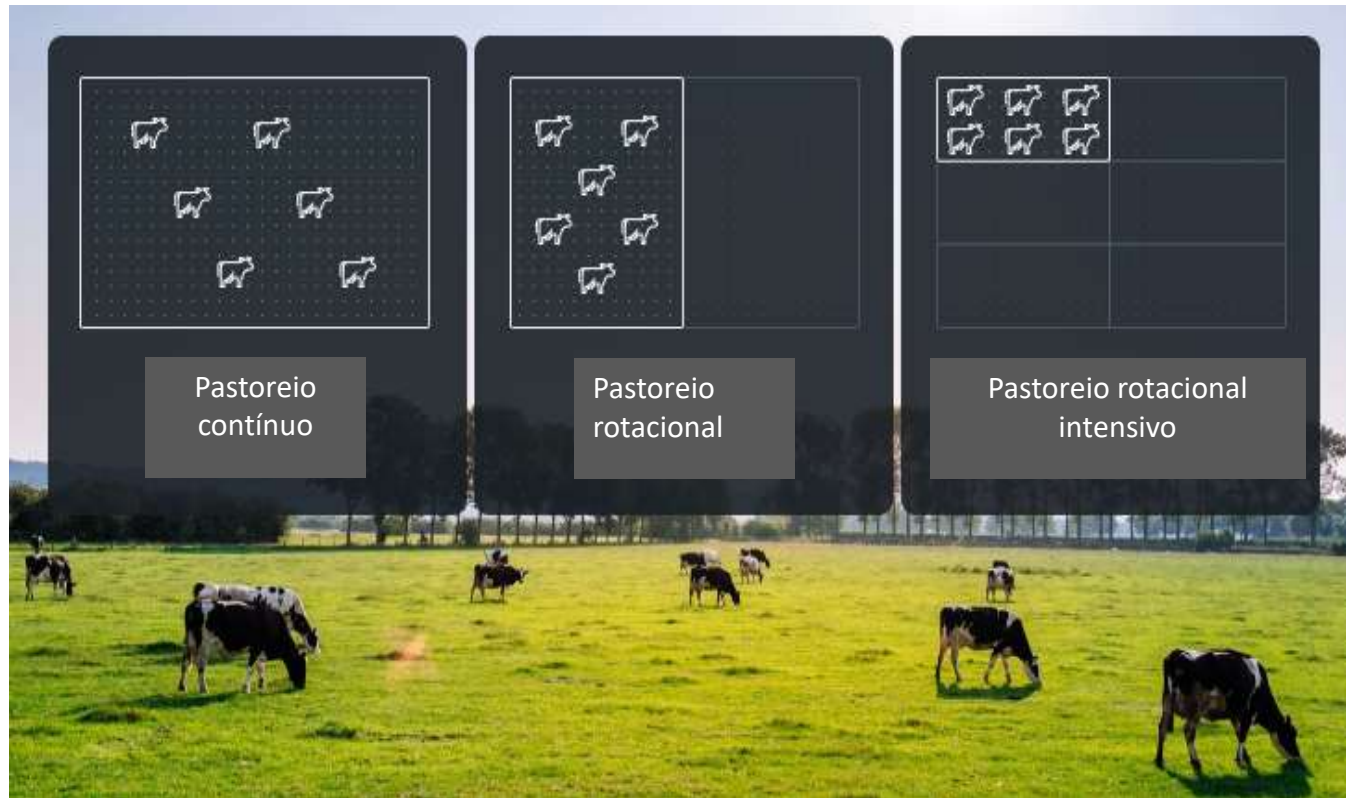 Pastoreio
contínuo
Pastoreio
rotacional
Pastoreio rotacional
intensivo